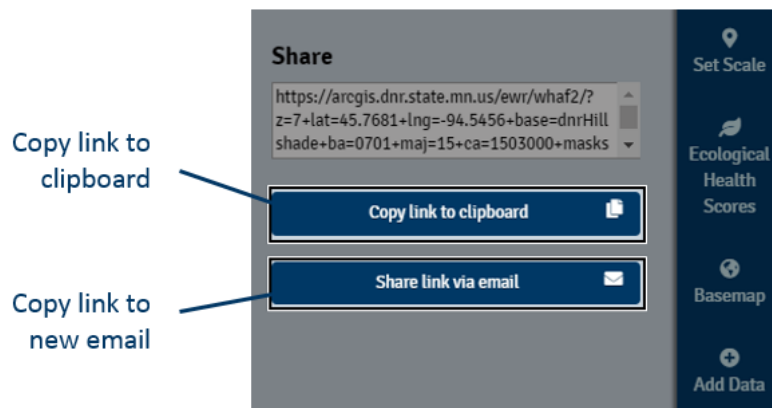 Share
https://arcgis.dnr.state.mn.us/ewr/whaf2/?
z=7+lat=45.7681+lng=-94.5456+base=dnrHill
shade+ba=0701+maj=15+ca=1503000+masks
Copy link to
clipboard
Copy link to clipboard
Copy link to
new email
Share link via email
Set Scale
Ecological
Health
Scores
Basemap
Add Data